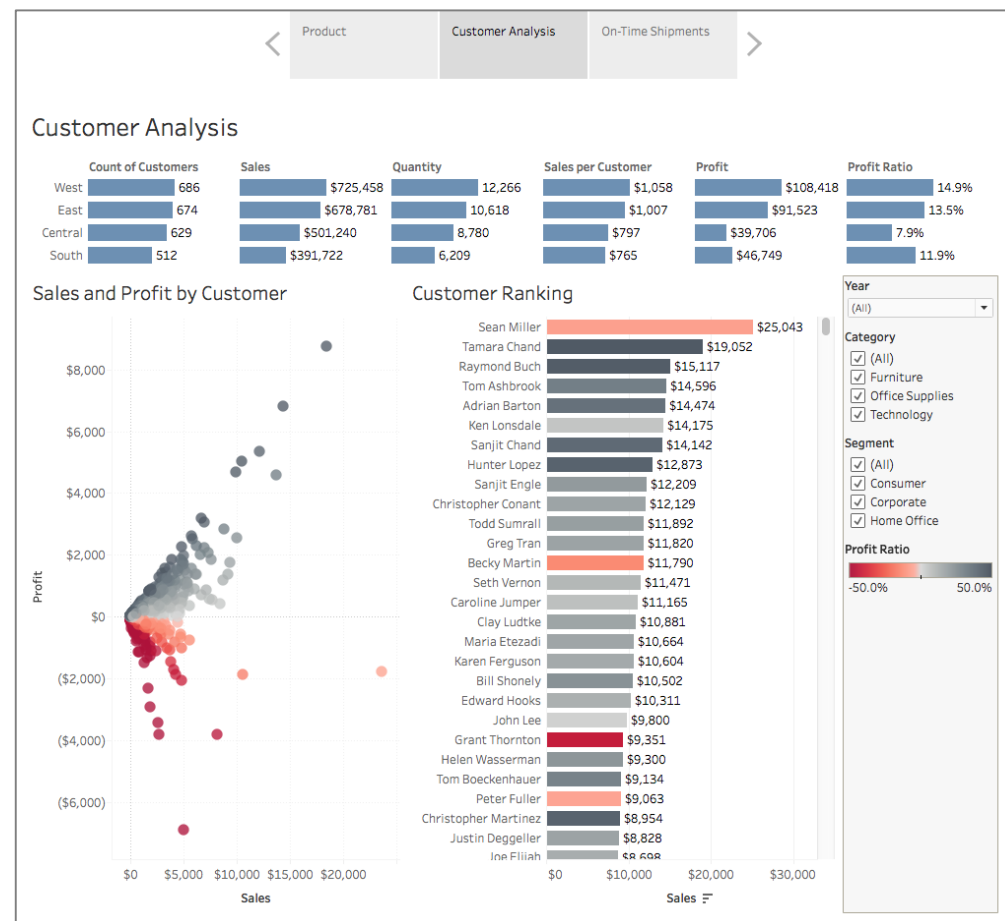 Product
Customer Analysis
On-Time Shipments
Customer Analysis
Count of Customers Sales Quantity Sales per Customer Profit Profit Ratio
West 686 $725,458 12,266 $1,058 $108,418 14.9%
East 674 $678,781 10,618 $1,007 $91,523 13.5%
Central 629 $501,240 8,780 $797 $39,706 7.9%
South 512 $391,722 6,209 $765 $46,749 11.9%
Sales and Profit by Customer
Profit
$8,000
$6,000
$4,000
$2,000
$0
($2,000)
($4,000)
($6,000)
$0 $5,000 $10,000 $15,000 $20,000
Sales
Customer Ranking
Sean Miller $25,043
Tamara Chand $19,052
Raymond Buch $15,117
Tom Ashbrook $14,596
Adrian Barton $14,474
Ken Lonsdale $14,175
Sanjit Chand $14,142
Hunter Lopez $12,873
Sanjit Engle $12,209
Christopher Conant $12,129
Todd Sumrall $11,892
Greg Tran $11,820
Becky Martin $11,790
Seth Vernon $11,471
Caroline Jumper $11,165
Clay Ludtke $10,881
Maria Etezadi $10,664
Karen Ferguson $10,604
Bill Shonely $10,502
Edward Hooks $10,311
John Lee $9,800
Grant Thornton $9,351
Helen Wasserman $9,300
Tom Boeckenhauer $9,134
Peter Fuller $9,063
Christopher Martinez $8,954
Justin Deggeller $8,828
Joe Elijah $8,698
$0 $10,000 $20,000 $30,000
Sales
Year
(All)
Category
(All)
Furniture
Office Supplies
Technology
Segment
(All)
Consumer
Corporate
Home Office
Profit Ratio
-50.0% 50.0%